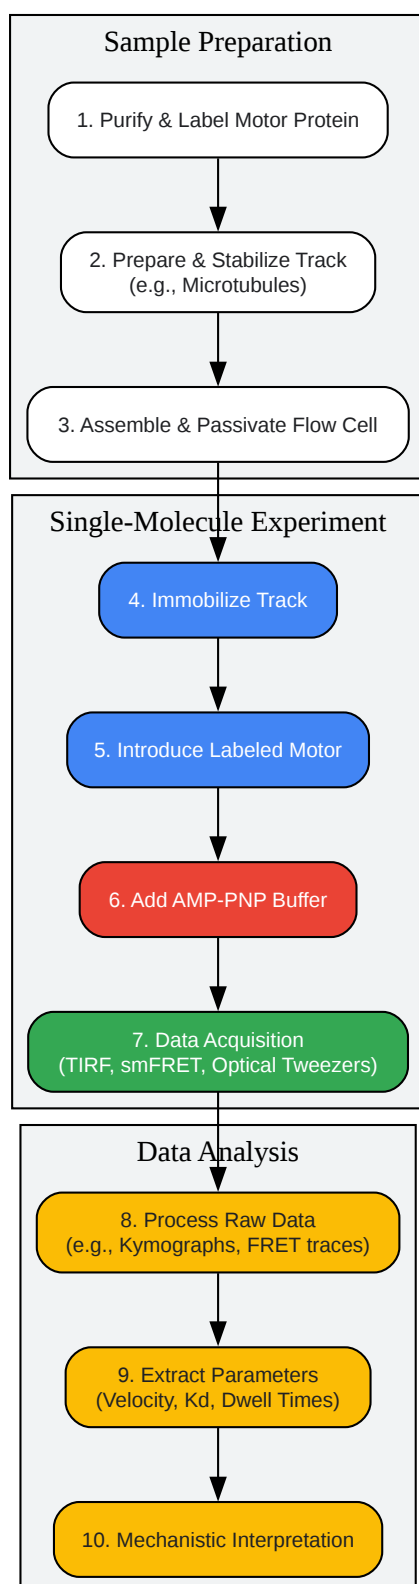 Sample Preparation
1. Purify & Label Motor Protein
2. Prepare & Stabilize Track
(e.g., Microtubules)
3. Assemble & Passivate Flow Cell
Single-Molecule Experiment
4. Immobilize Track
5. Introduce Labeled Motor
6. Add AMP-PNP Buffer
7. Data Acquisition
(TIRF, smFRET, Optical Tweezers)
Data Analysis
8. Process Raw Data
(e.g., Kymographs, FRET traces)
9. Extract Parameters
(Velocity, Kd, Dwell Times)
10. Mechanistic Interpretation